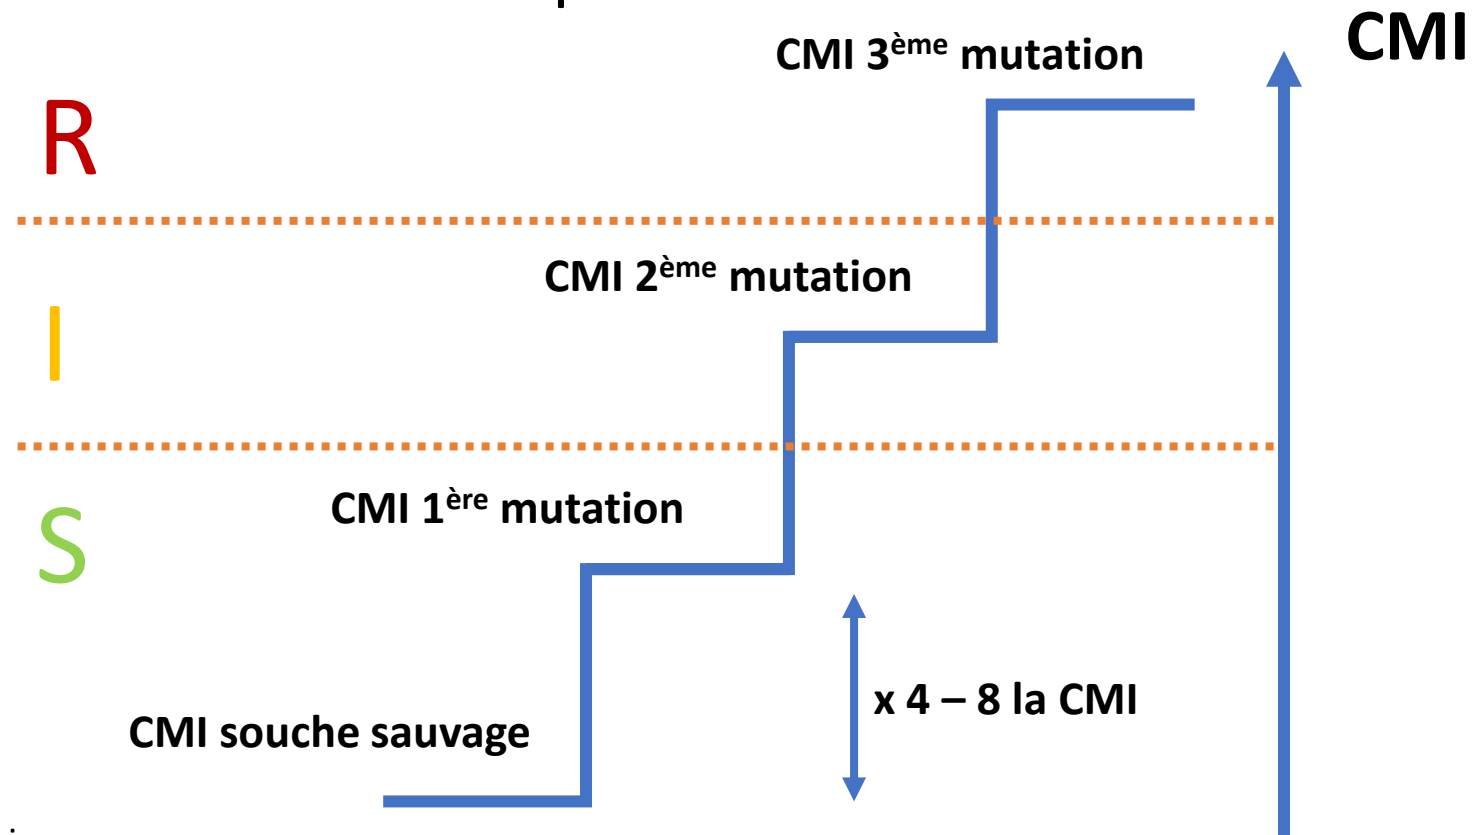 CMI
CMI 3ème mutation
R
CMI 2ème mutation
I
CMI 1ère mutation
S
x 4 – 8 la CMI
CMI souche sauvage
.